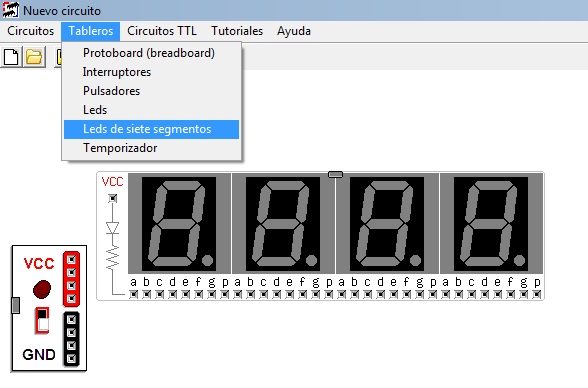 Nuevo circuito
Circuitos Tableros Circuitos TTL Tutoriales Ayuda
Protoboard (breadboard)
Interruptores
Pulsadores
Leds
Leds de siete segmentos
Temporizador
VCC
a b c d e f g p a b c d e f g p a b c d e f g p a b c d e f g p
VCC
GND